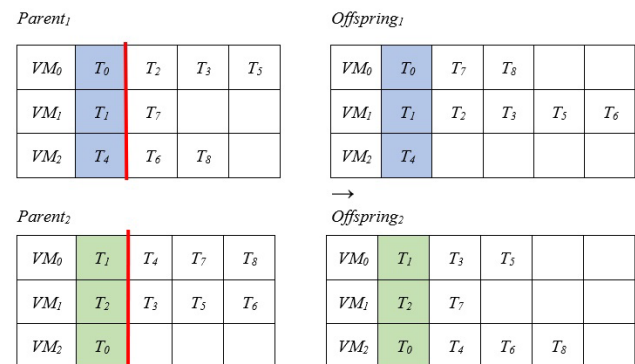 Parent₁
VM₀ T₀ T₂ T₃ T₅
VM₁ T₁ T₇
VM₂ T₄ T₆ T₈
Offspring₁
VM₀ T₀ T₇ T₈
VM₁ T₁ T₂ T₃ T₅ T₆
VM₂ T₄
→
Parent₂
VM₀ T₁ T₄ T₇ T₈
VM₁ T₂ T₃ T₅ T₆
VM₂ T₀
Offspring₂
VM₀ T₁ T₃ T₅
VM₁ T₂ T₇
VM₂ T₀ T₄ T₆ T₈